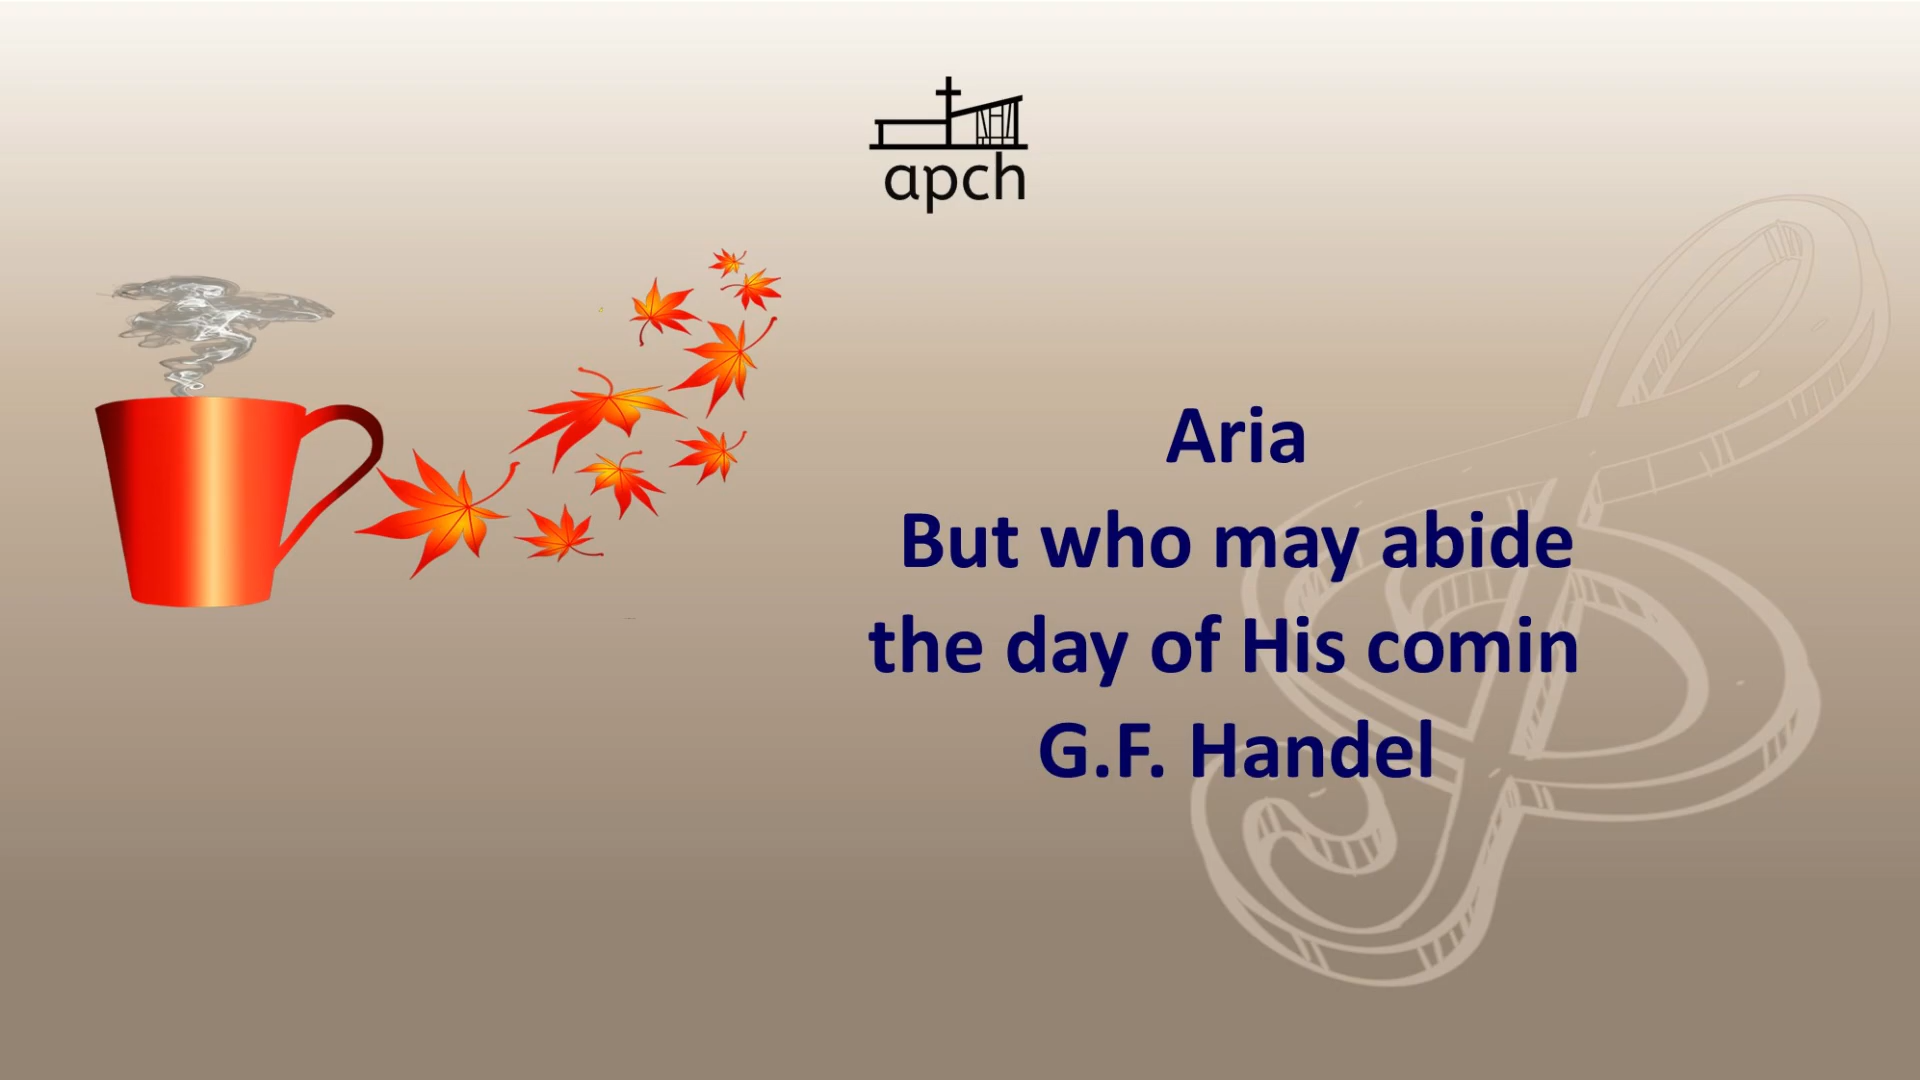 apch
Aria
But who may abide
the day of His comin
G.F. Handel